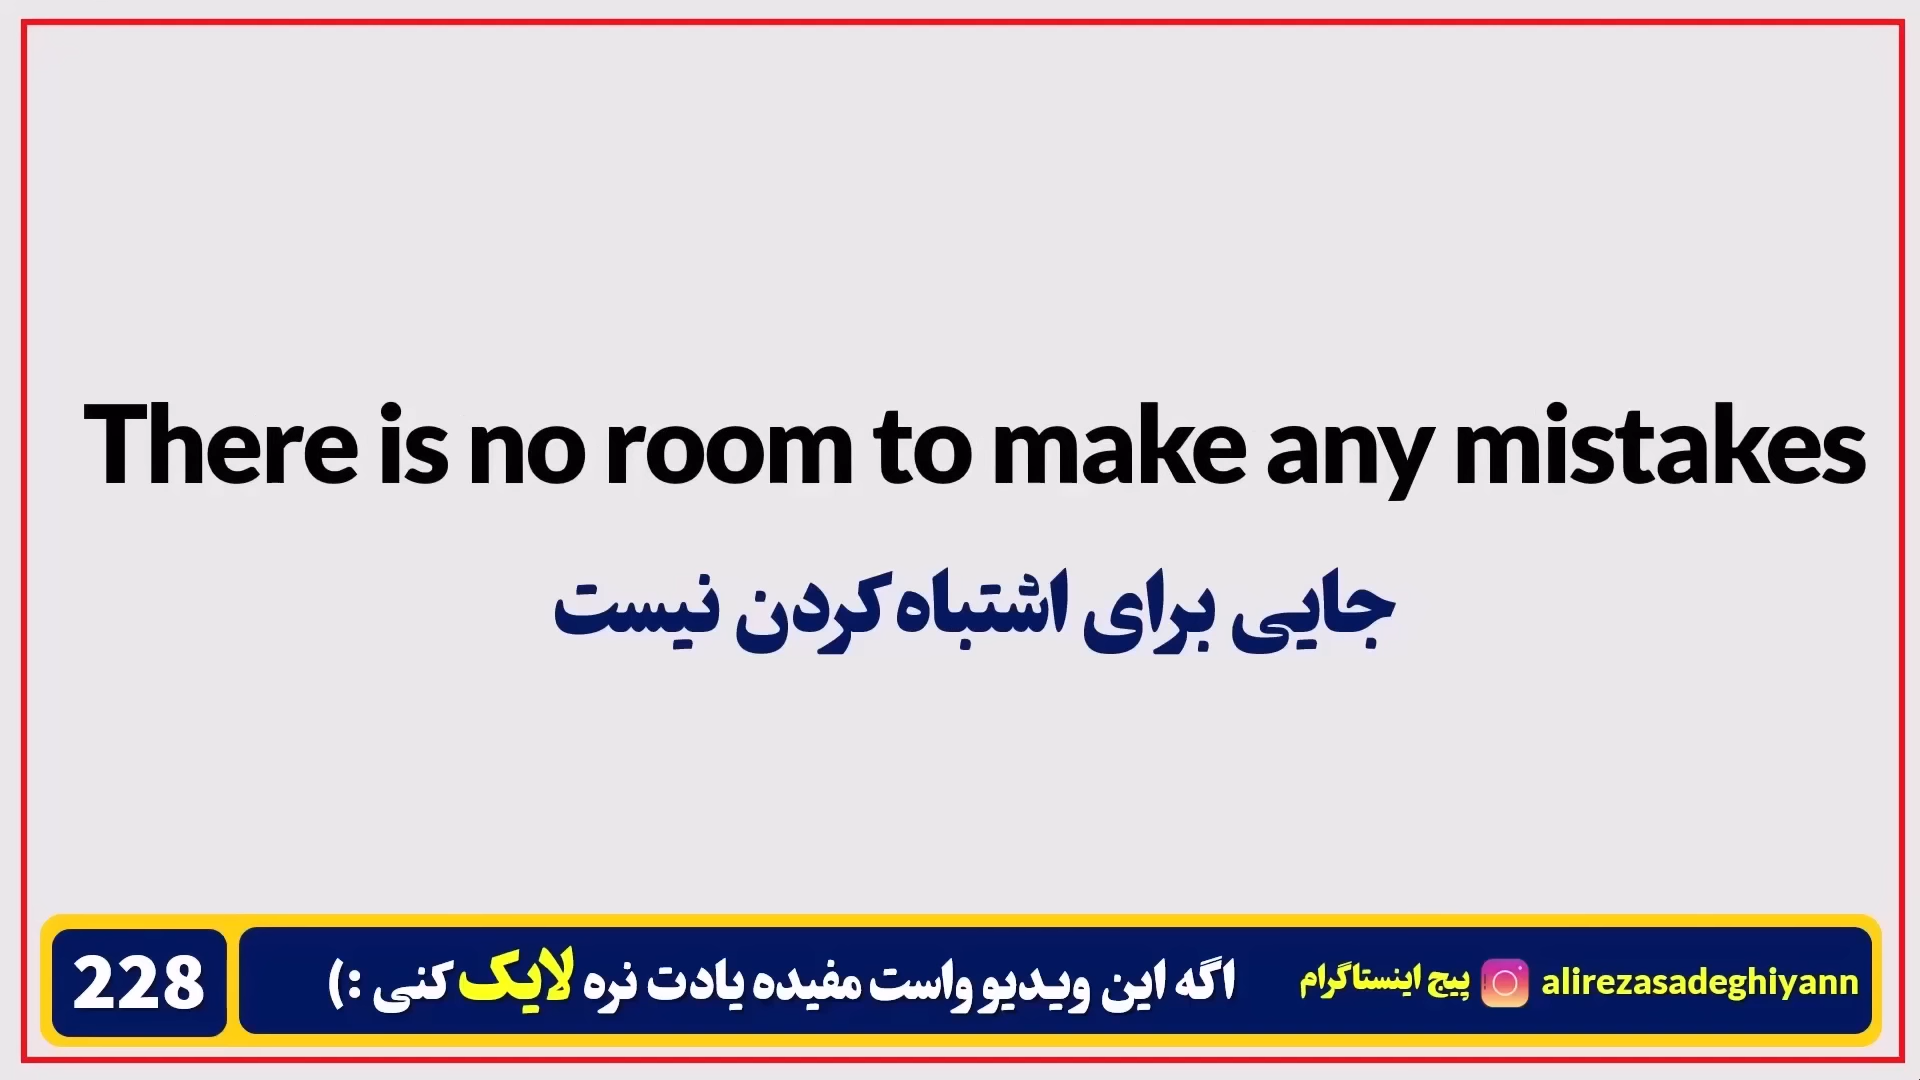 There is no room to make any mistakes
جایی برای اشتباه کردن نیست
228
اگه این ویدیو واست مفیده یادت نره لایک کنی :)
پیج اینستاگرام
alirezasadeghiyann